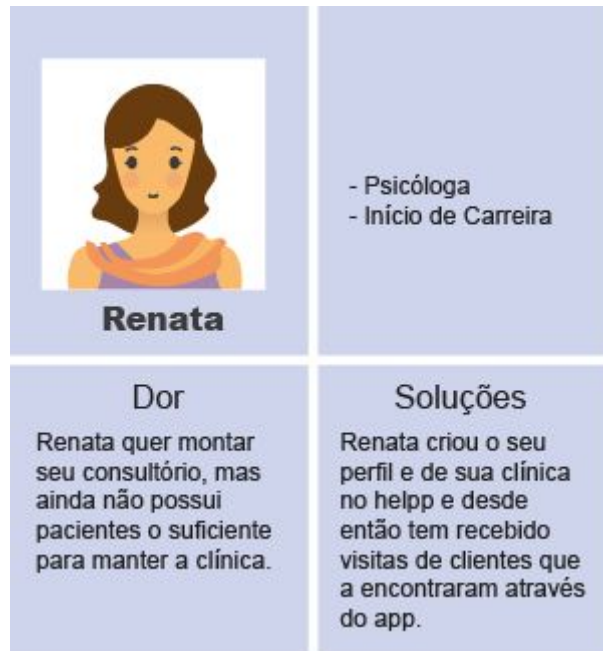 Renata
- Psicóloga
- Início de Carreira
Dor
Renata quer montar
seu consultório, mas
ainda não possui
pacientes o suficiente
para manter a clínica.
Soluções
Renata criou o seu
perfil e de sua clínica
no helpp e desde
então tem recebido
visitas de clientes que
a encontraram através
do app.